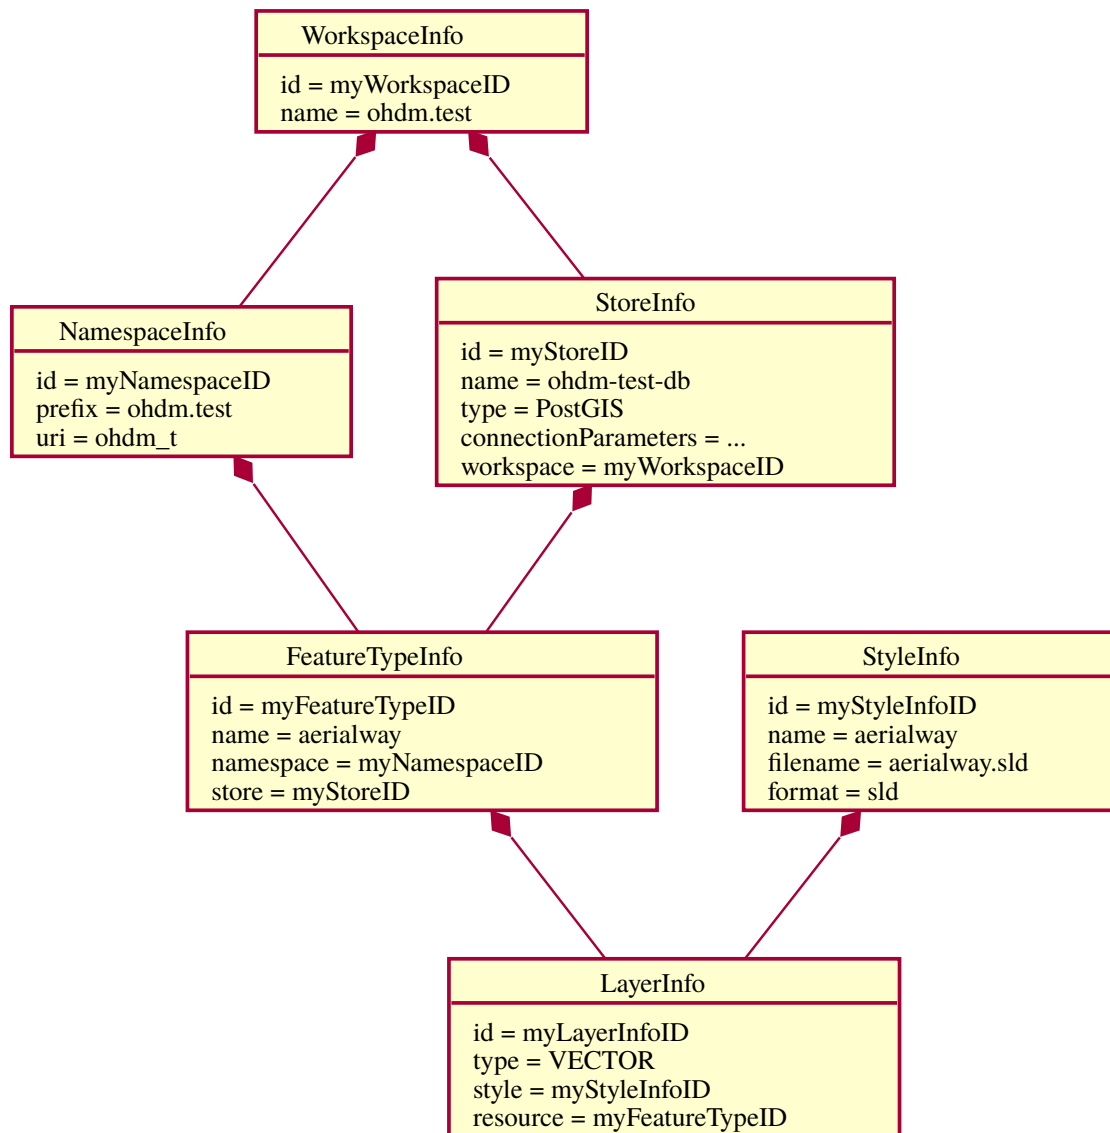 WorkspaceInfo
id = myWorkspaceID
name = ohdm.test
NamespaceInfo
id = myNamespaceID
prefix = ohdm.test
uri = ohdm_t
StoreInfo
id = myStoreID
name = ohdm-test-db
type = PostGIS
connectionParameters = ...
workspace = myWorkspaceID
FeatureTypeInfo
id = myFeatureTypeID
name = aerialway
namespace = myNamespaceID
store = myStoreID
StyleInfo
id = myStyleInfoID
name = aerialway
filename = aerialway.sld
format = sld
LayerInfo
id = myLayerInfoID
type = VECTOR
style = myStyleInfoID
resource = myFeatureTypeID